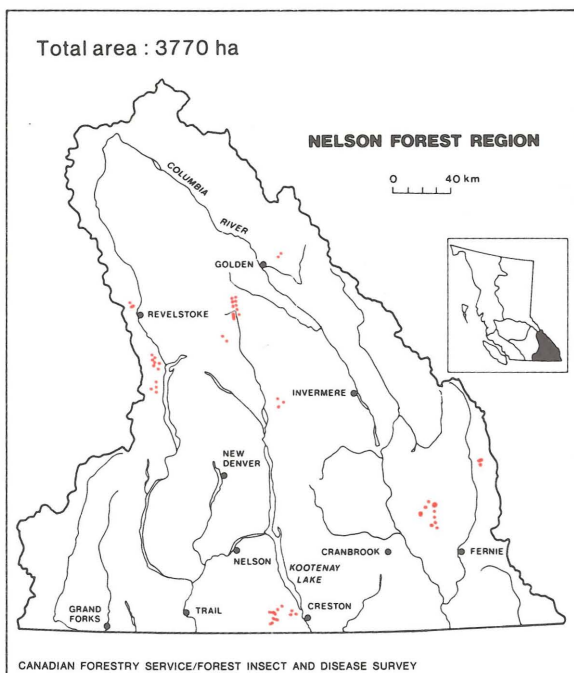 Total area : 3770 ha
NELSON FOREST REGION
0 40 km
COLUMBIA
RIVER
GOLDEN
REVELSTOKE
INVERMERE
NEW
DENVER
NELSON
CRANBROOK
FERNIE
KOOTENAY
LAKE
GRAND
FORKS
TRAIL
CRESTON
CANADIAN FORESTRY SERVICE/FOREST INSECT AND DISEASE SURVEY